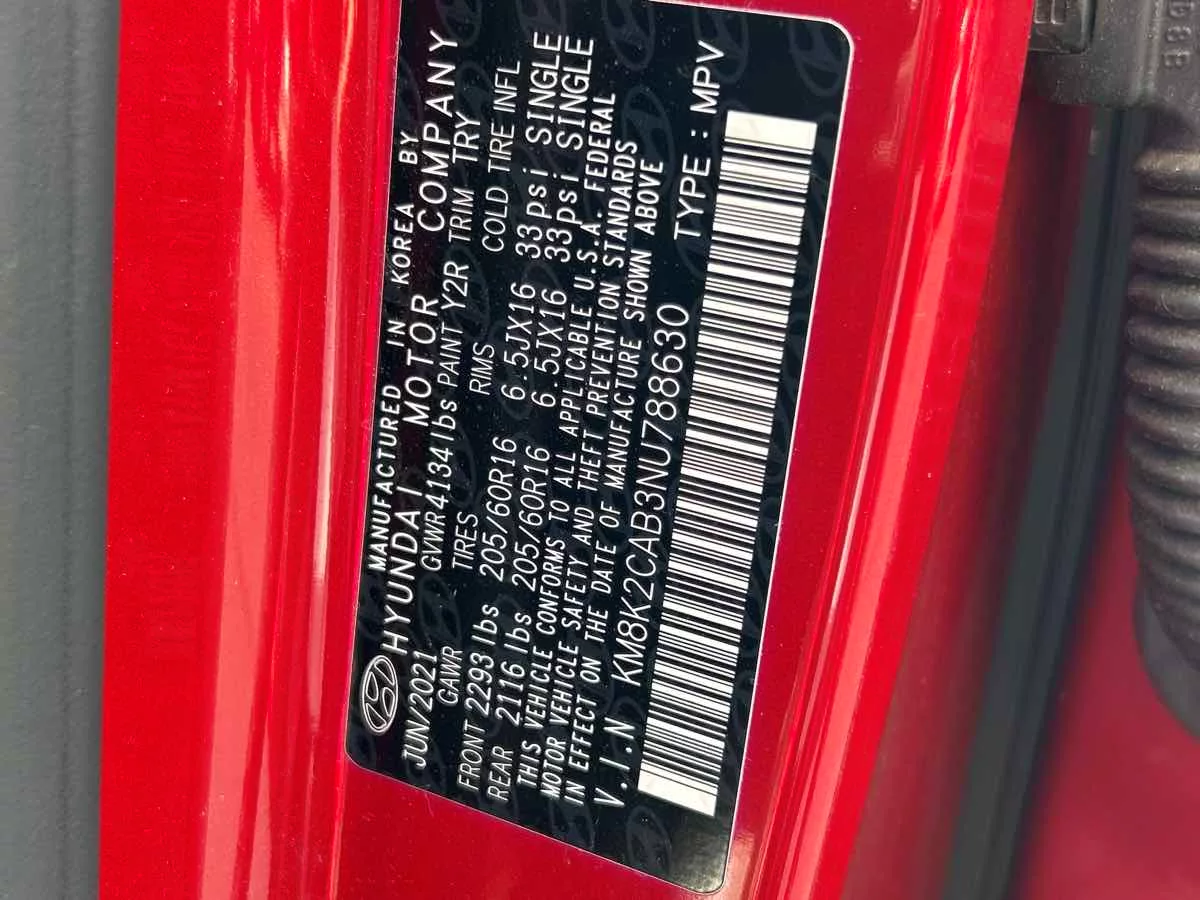 MANUFACTURED IN KOREA BY
HYUNDAI MOTOR COMPANY
JUN/2021 GVWR 4134 lbs PAINT Y2R TRIM TRY
GAWR TIRES RIMS COLD TIRE INFL
FRONT 2293 lbs 205/60R16 6.5JX16 33psi SINGLE
REAR 2116 lbs 205/60R16 6.5JX16 33psi SINGLE
THIS VEHICLE CONFORMS TO ALL APPLICABLE U.S.A. FEDERAL
MOTOR VEHICLE SAFETY AND THEFT PREVENTION STANDARDS
IN EFFECT ON THE DATE OF MANUFACTURE SHOWN ABOVE
V.I.N KM8K2CAB3NU788630 TYPE : MPV